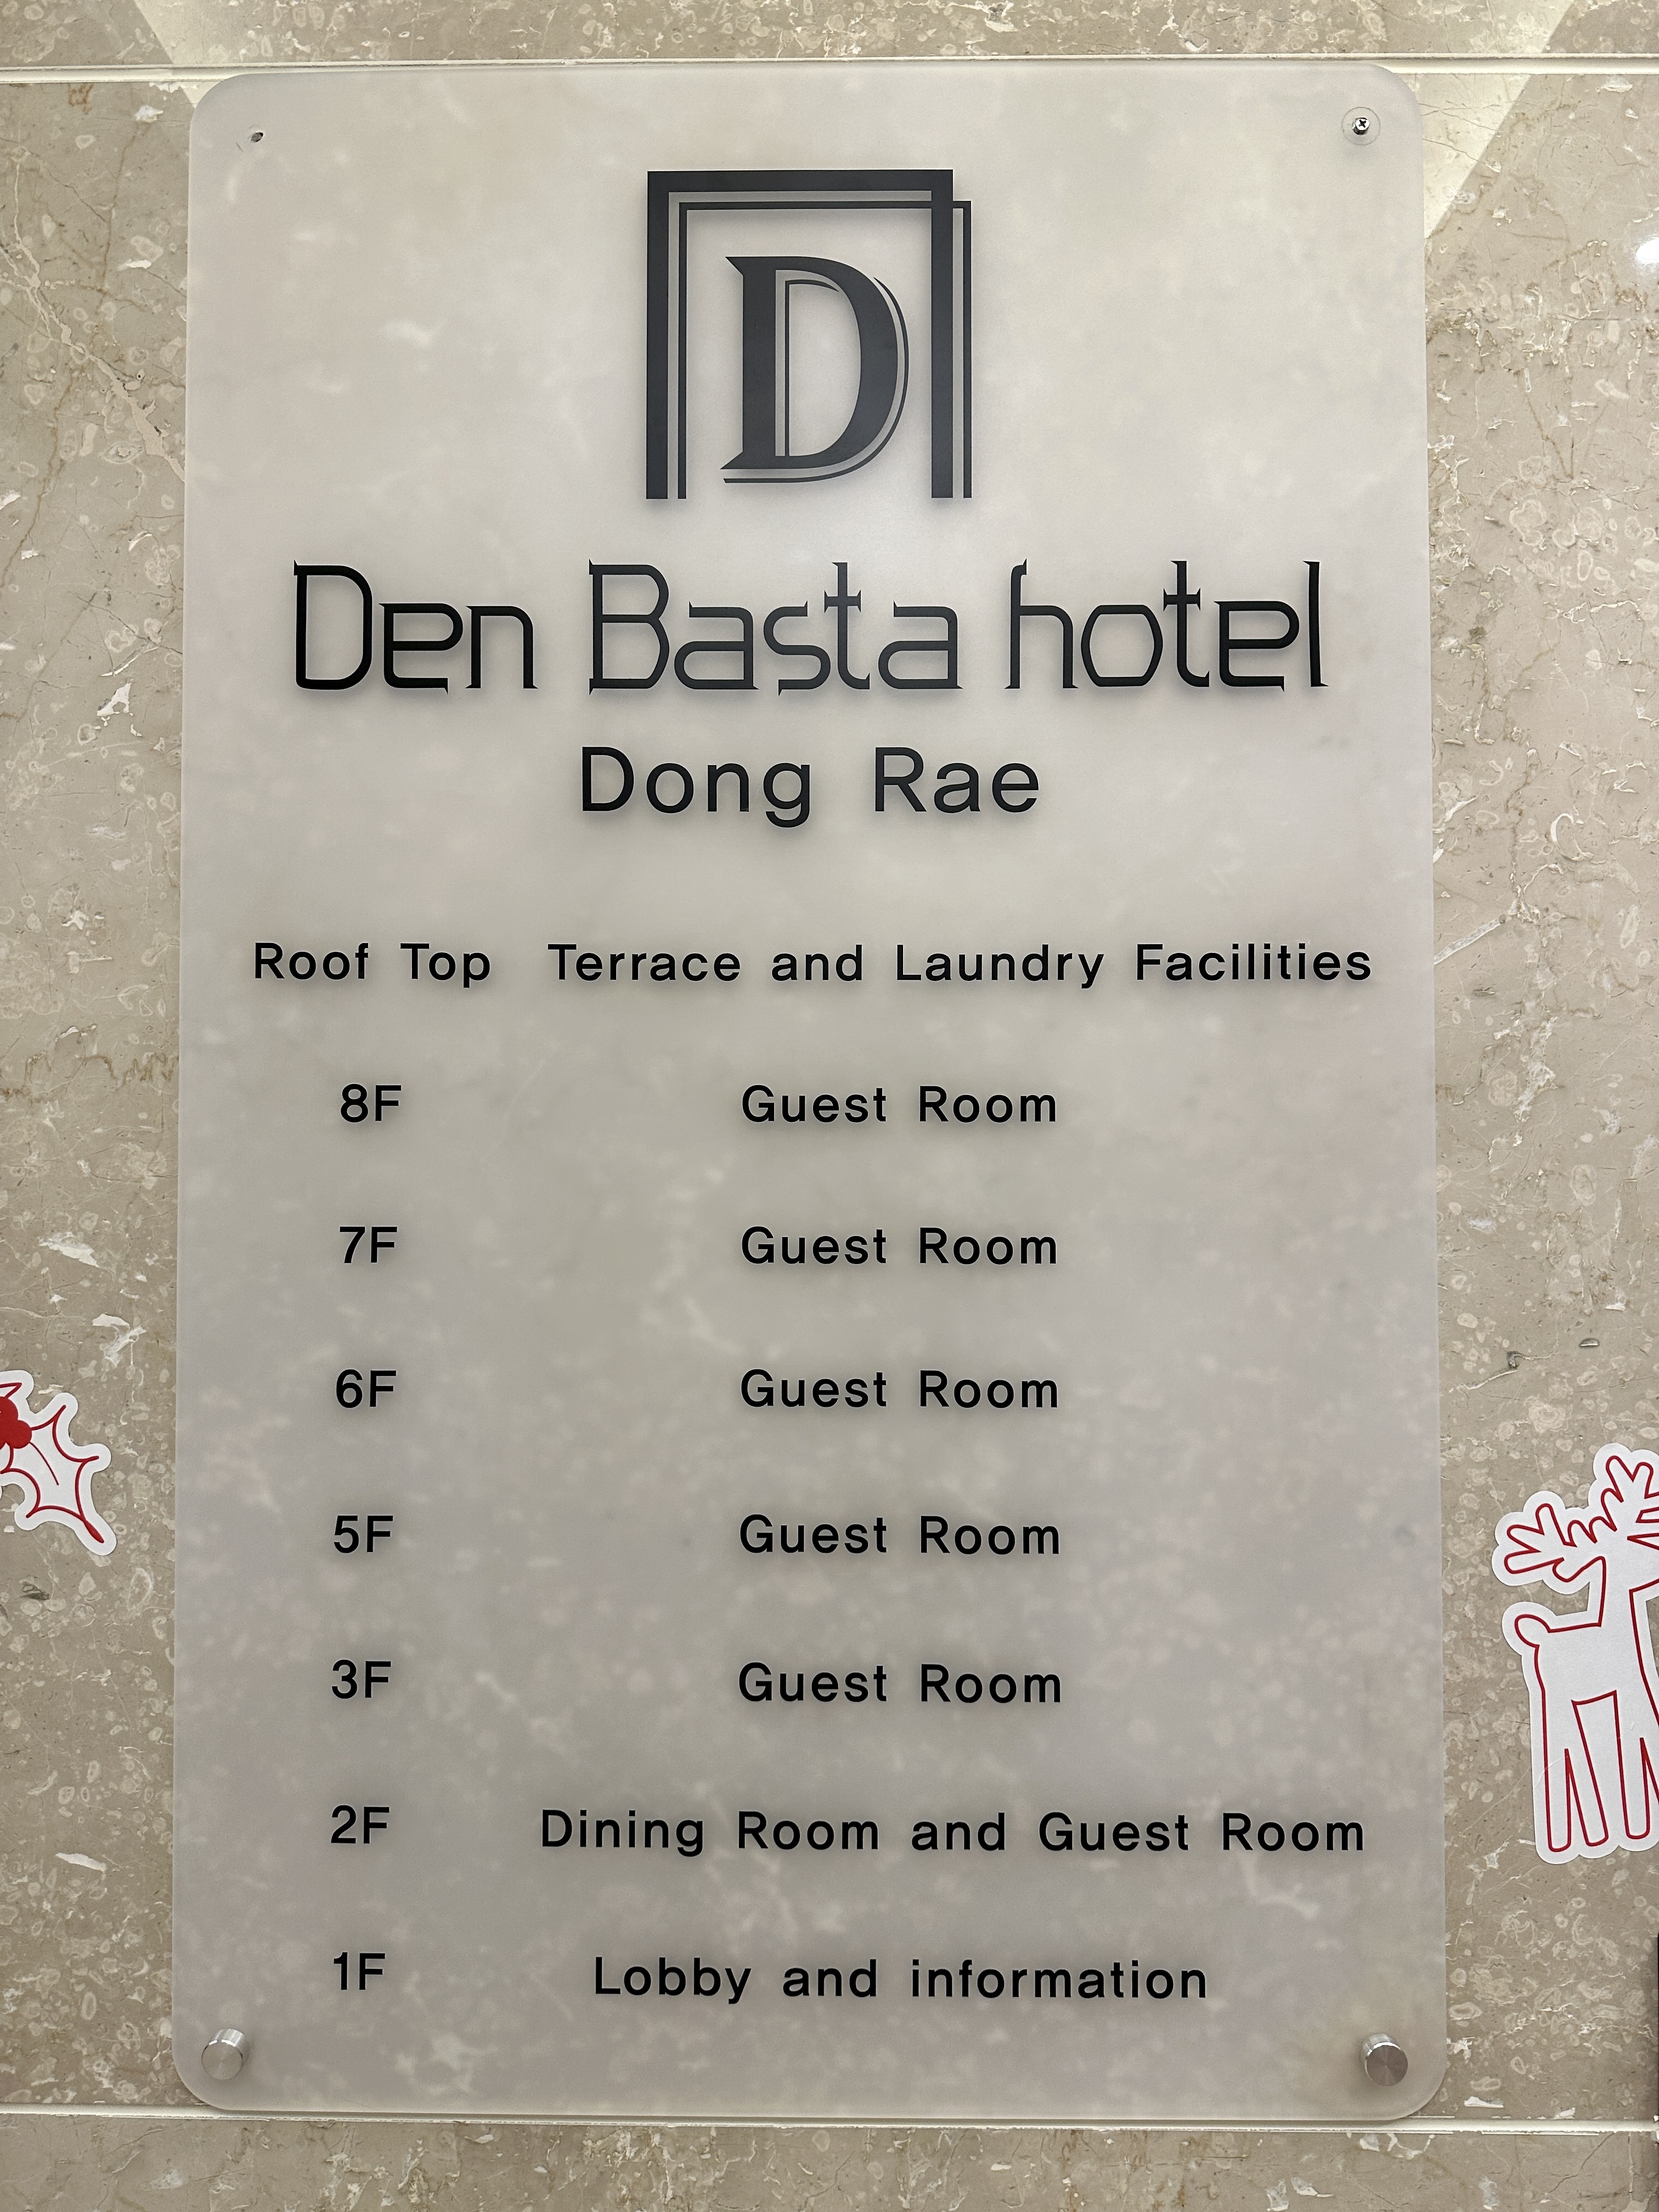 D
Den Basta hotel
Dong Rae
Roof Top Terrace and Laundry Facilities
8F Guest Room
7F Guest Room
6F Guest Room
5F Guest Room
3F Guest Room
2F Dining Room and Guest Room
1F Lobby and information